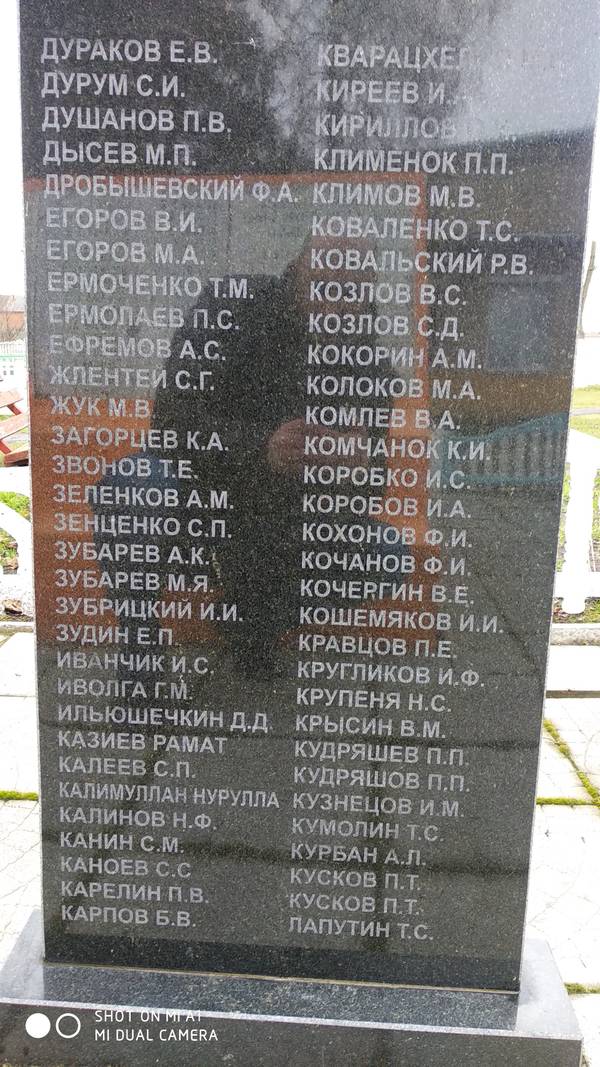 ДУРАКОВ Е.В.
ДУРУМ С.И.
ДУШАНОВ П.В.
ДЫСЕВ М.П.
ДРОБЫШЕВСКИЙ Ф.А.
ЕГОРОВ В.И.
ЕГОРОВ М.А.
ЕРМОЧЕНКО Т.М.
ЕРМОЛАЕВ П.С.
ЕФРЕМОВ А.С.
ЖЛЕНТЕЙ С.Г.
ЖУК М.В
ЗАГОРЦЕВ К.А.
ЗВОНОВ Т.Е.
ЗЕЛЕНКОВ А.М.
ЗЕНЦЕНКО С.П.
ЗУБАРЕВ А.К.
ЗУБАРЕВ М.Я.
ЗУБРИЦКИЙ И.И.
ЗУДИН Е.П.
ИВАНЧИК И.С.
ИВОЛГА Г.М.
ИЛЬЮШЕЧКИН Д.Д.
КАЗИЕВ РАМАТ
КАЛЕЕВ С.П.
КАЛИМУЛЛАН НУРУЛЛА
КАЛИНОВ Н.Ф.
КАНИН С.М.
КАНОЕВ С.С
КАРЕЛИН П.В.
КАРПОВ Б.В.
КИРЕЕВ И.
КИРИЛЛОВ
КЛИМЕНОК П.П.
КЛИМОВ М.В.
КОВАЛЕНКО Т.С.
КОВАЛЬСКИЙ Р.В.
КОЗЛОВ В.С.
КОЗЛОВ С.Д.
КОКОРИН А.М.
КОЛОКОВ М.А.
КОМЛЕВ В.А.
КОМЧАНОК К.И.
КОРОБКО И.С.
КОРОБОВ И.А.
КОХОНОВ Ф.И.
КОЧАНОВ Ф.И.
КОЧЕРГИН В.Е.
КОШЕМЯКОВ И.И.
КРАВЦОВ П.Е.
КРУГЛИКОВ И.Ф.
КРУПЕНЯ Н.С.
КРЫСИН В.М.
КУДРЯШЕВ П.П.
КУДРЯШОВ П.П.
КУЗНЕЦОВ И.М.
КУМОЛИН Т.С.
КУРБАН А.Л.
КУСКОВ П.Т.
КУСКОВ П.Т.
ЛАПУТИН Т.С.
SHOT ON MI A1
MI DUAL CAMERA